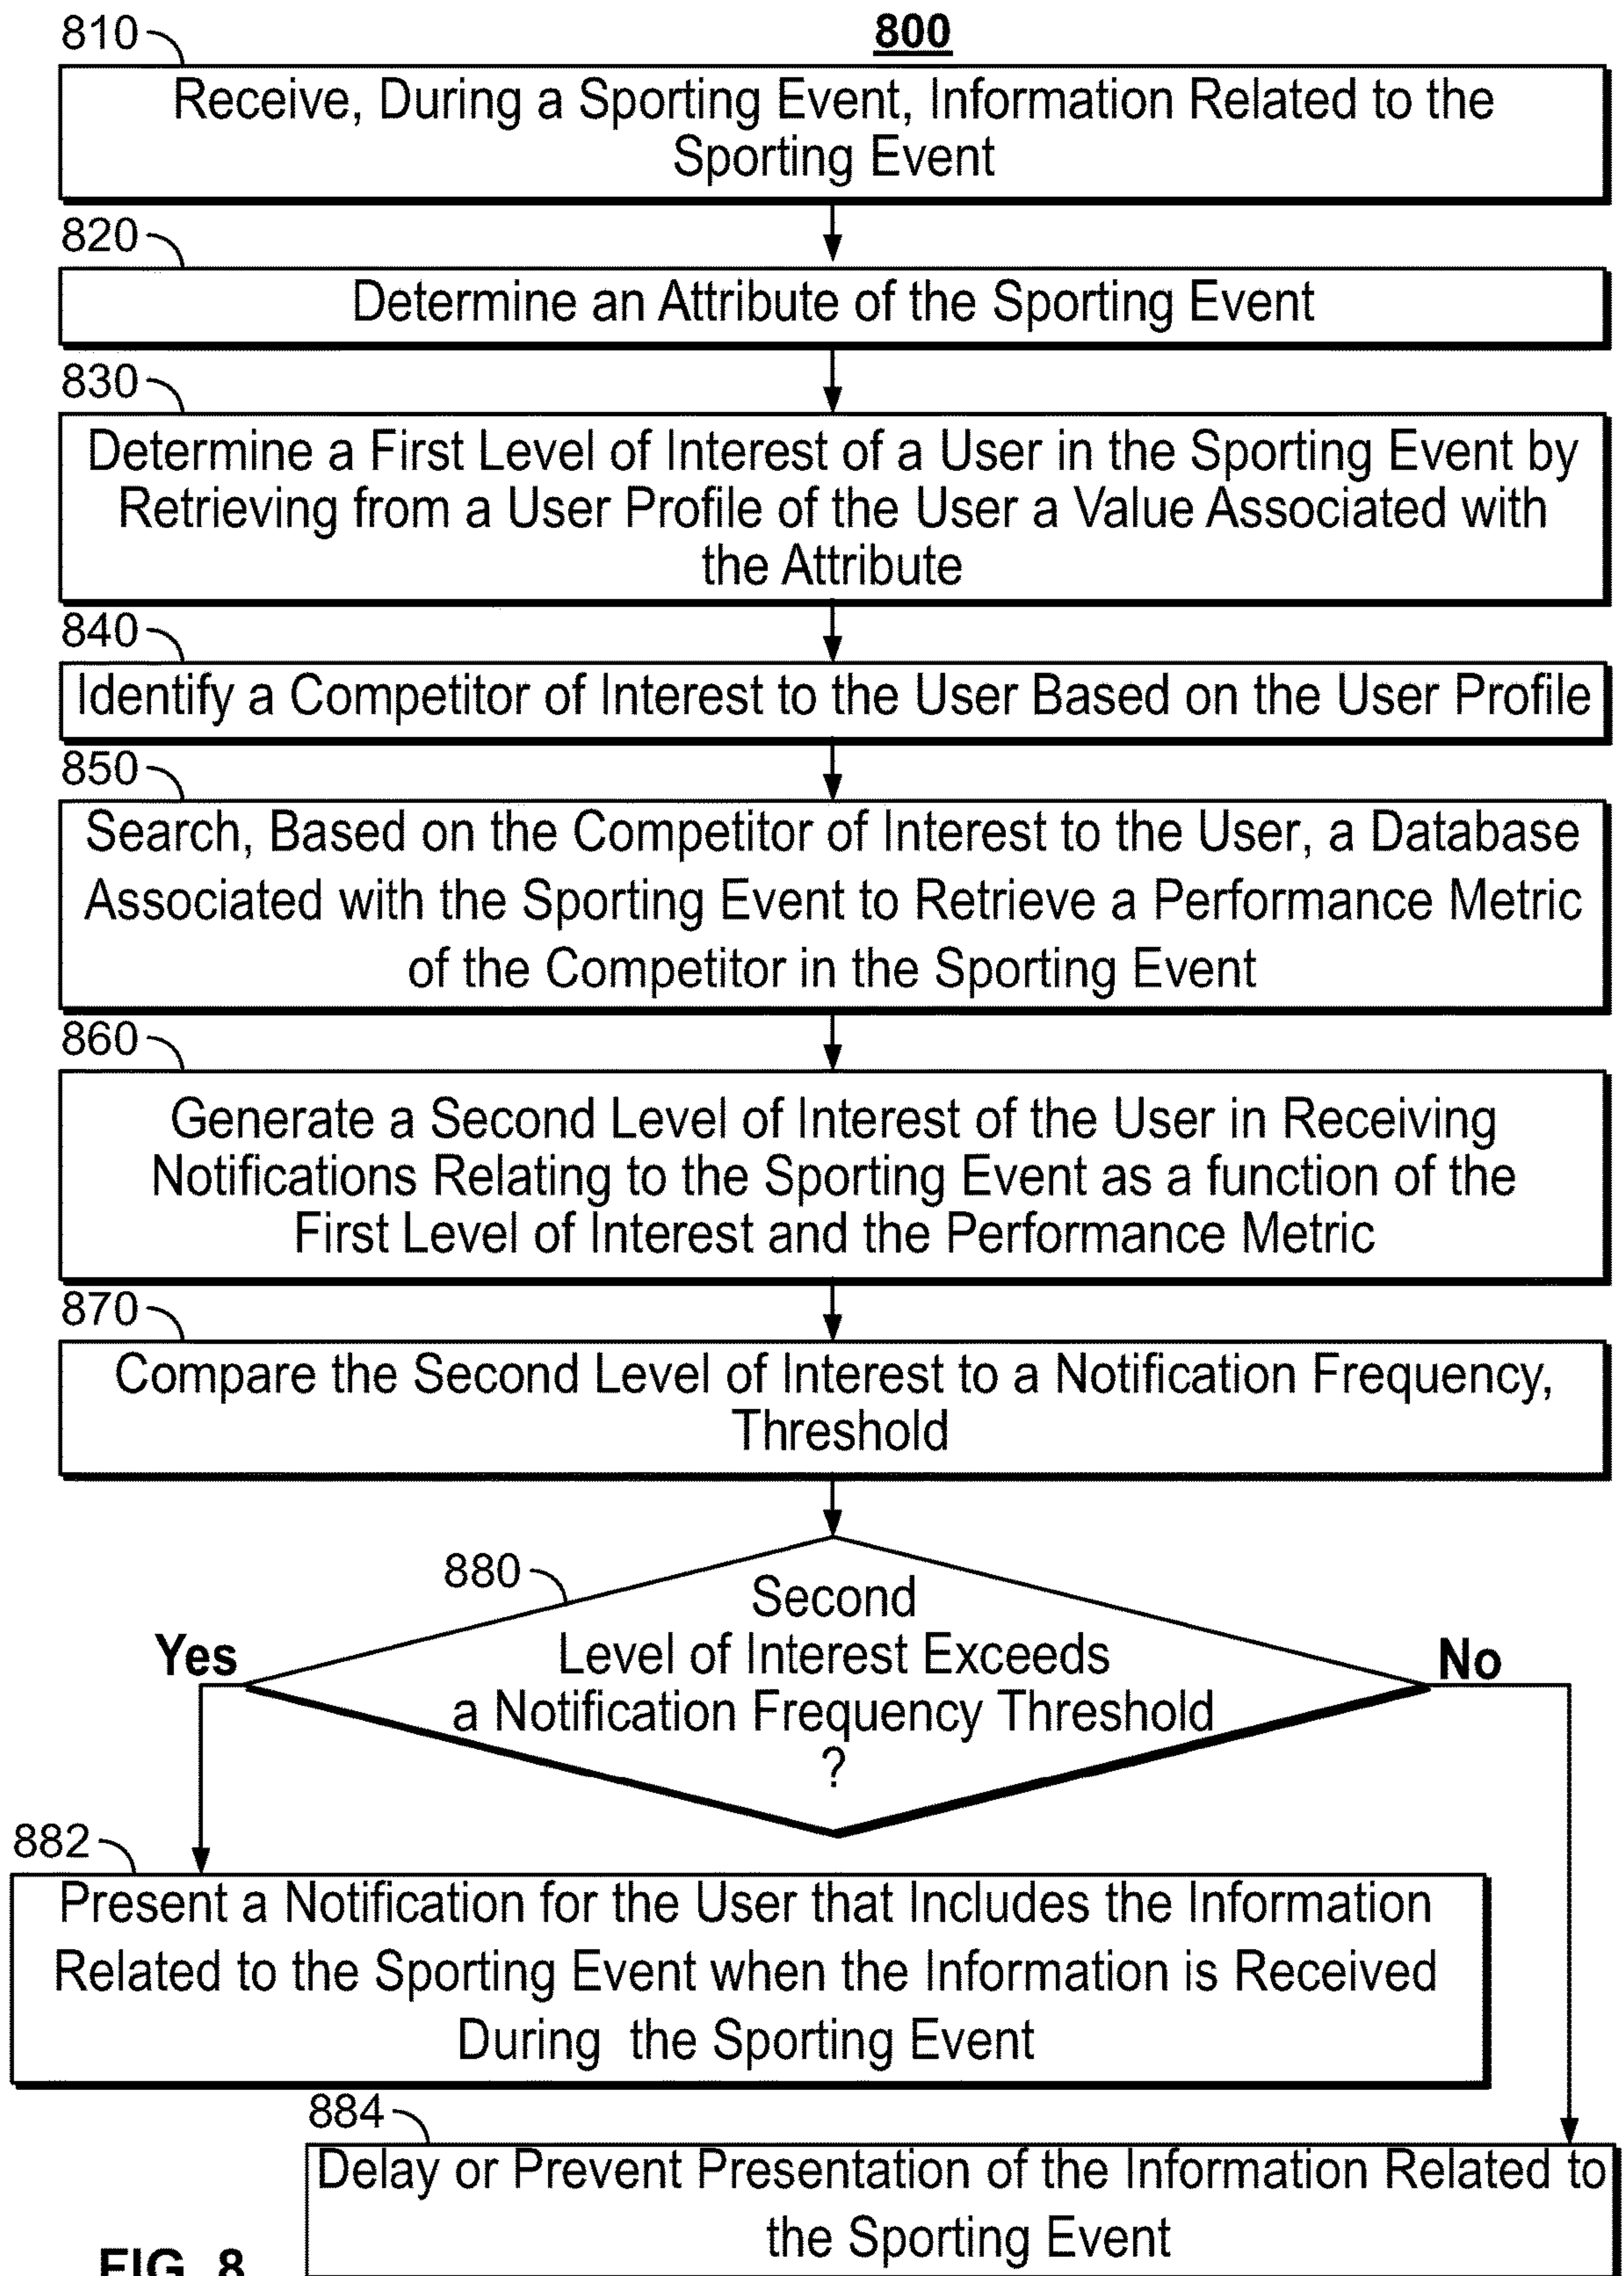 800
810
Receive, During a Sporting Event, Information Related to the
Sporting Event
820
Determine an Attribute of the Sporting Event
830
Determine a First Level of Interest of a User in the Sporting Event by
Retrieving from a User Profile of the User a Value Associated with
the Attribute
840
Identify a Competitor of Interest to the User Based on the User Profile
850
Search, Based on the Competitor of Interest to the User, a Database
Associated with the Sporting Event to Retrieve a Performance Metric
of the Competitor in the Sporting Event
860
Generate a Second Level of Interest of the User in Receiving
Notifications Relating to the Sporting Event as a function of the
First Level of Interest and the Performance Metric
870
Compare the Second Level of Interest to a Notification Frequency,
Threshold
880
Second
Level of Interest Exceeds
a Notification Frequency Threshold
?
Yes
No
882
Present a Notification for the User that Includes the Information
Related to the Sporting Event when the Information is Received
During the Sporting Event
884
Delay or Prevent Presentation of the Information Related to
the Sporting Event
FIG. 8